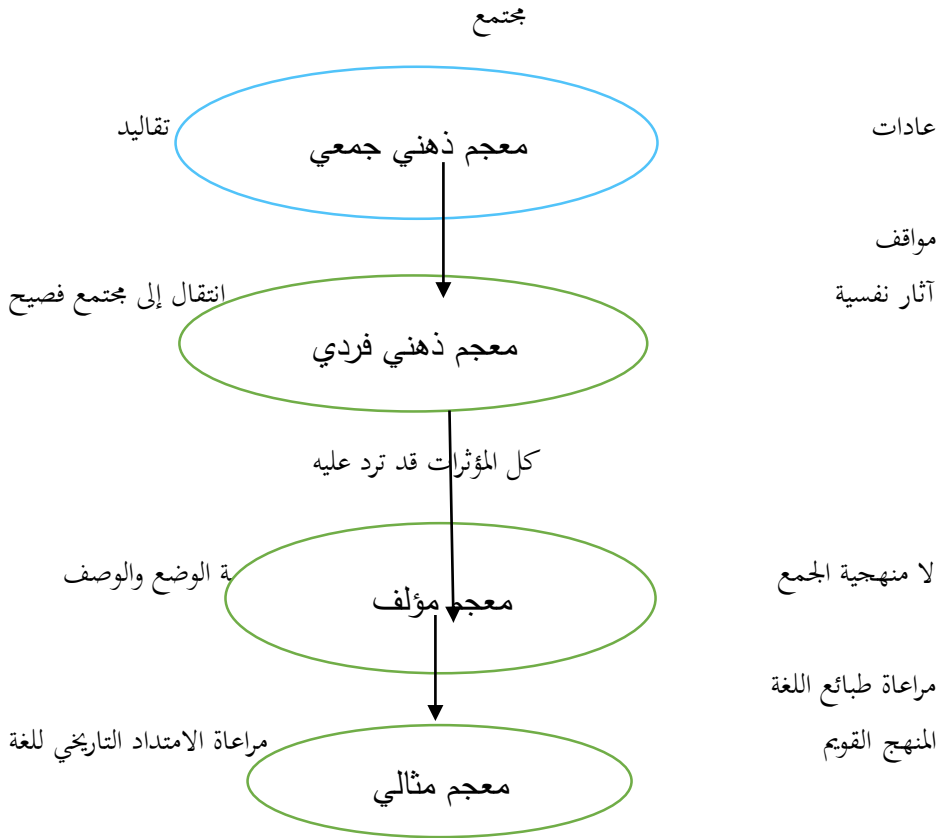 مجتمع
عادات
تقاليد
معجم ذهني جمعي
مواقف
آثار نفسية
انتقال إلى مجتمع فصيح
معجم ذهني فردي
كل المؤثرات قد ترد عليه
لا منهجية الجمع
ة الوضع والوصف
معجم مؤلف
مراعاة طبائع اللغة
المنهج القويم
مراعاة الامتداد التاريخي للغة
معجم مثالي